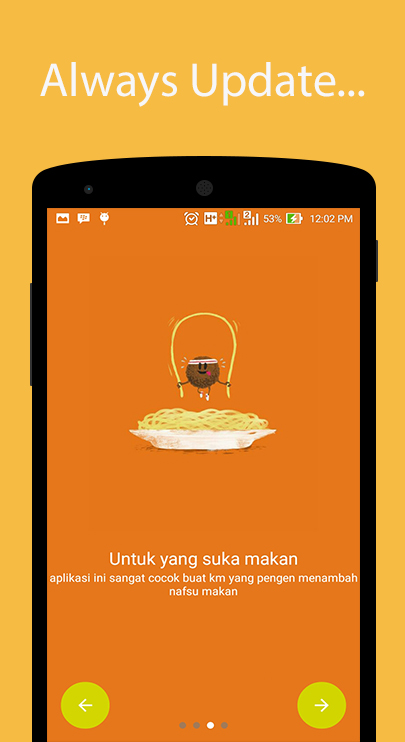 Always Update...
H+ 2 53% 12:02 PM
Untuk yang suka makan
aplikasi ini sangat cocok buat km yang pengen menambah
nafsu makan